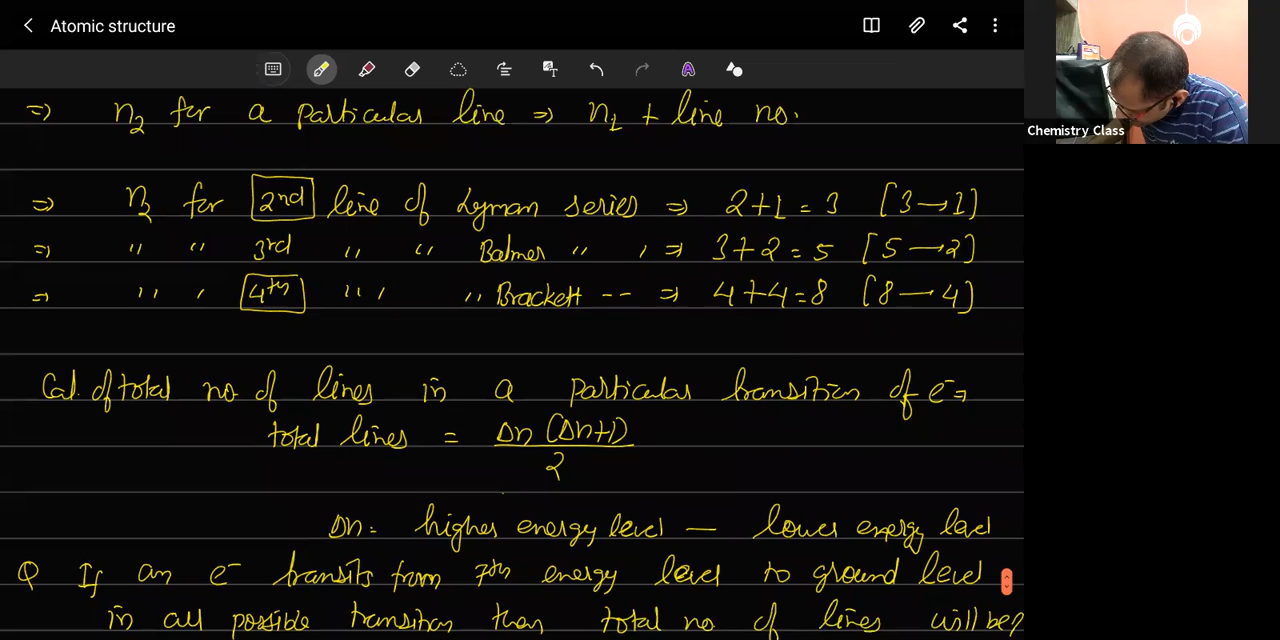 Atomic structure
Chemistry Class
⇒ n₂ for a particular line ⇒ n₁ + line no.
⇒ n₂ for 2nd line of Lyman series ⇒ 2+1 = 3 [3→1]
⇒ " " 3rd " " Balmer " , ⇒ 3+2 = 5 [5→2]
⇒ " , 4th " , " Brackett -- ⇒ 4+4=8 [8→4]
Cal. of total no of lines in a particular transition of e⁻ ⇒
total lines = Δn (Δn+1) / 2
Δn = higher energy level — lower energy level
Q If an e⁻ transits from 7th energy level to ground level
in all possible transition then total no of lines will be?